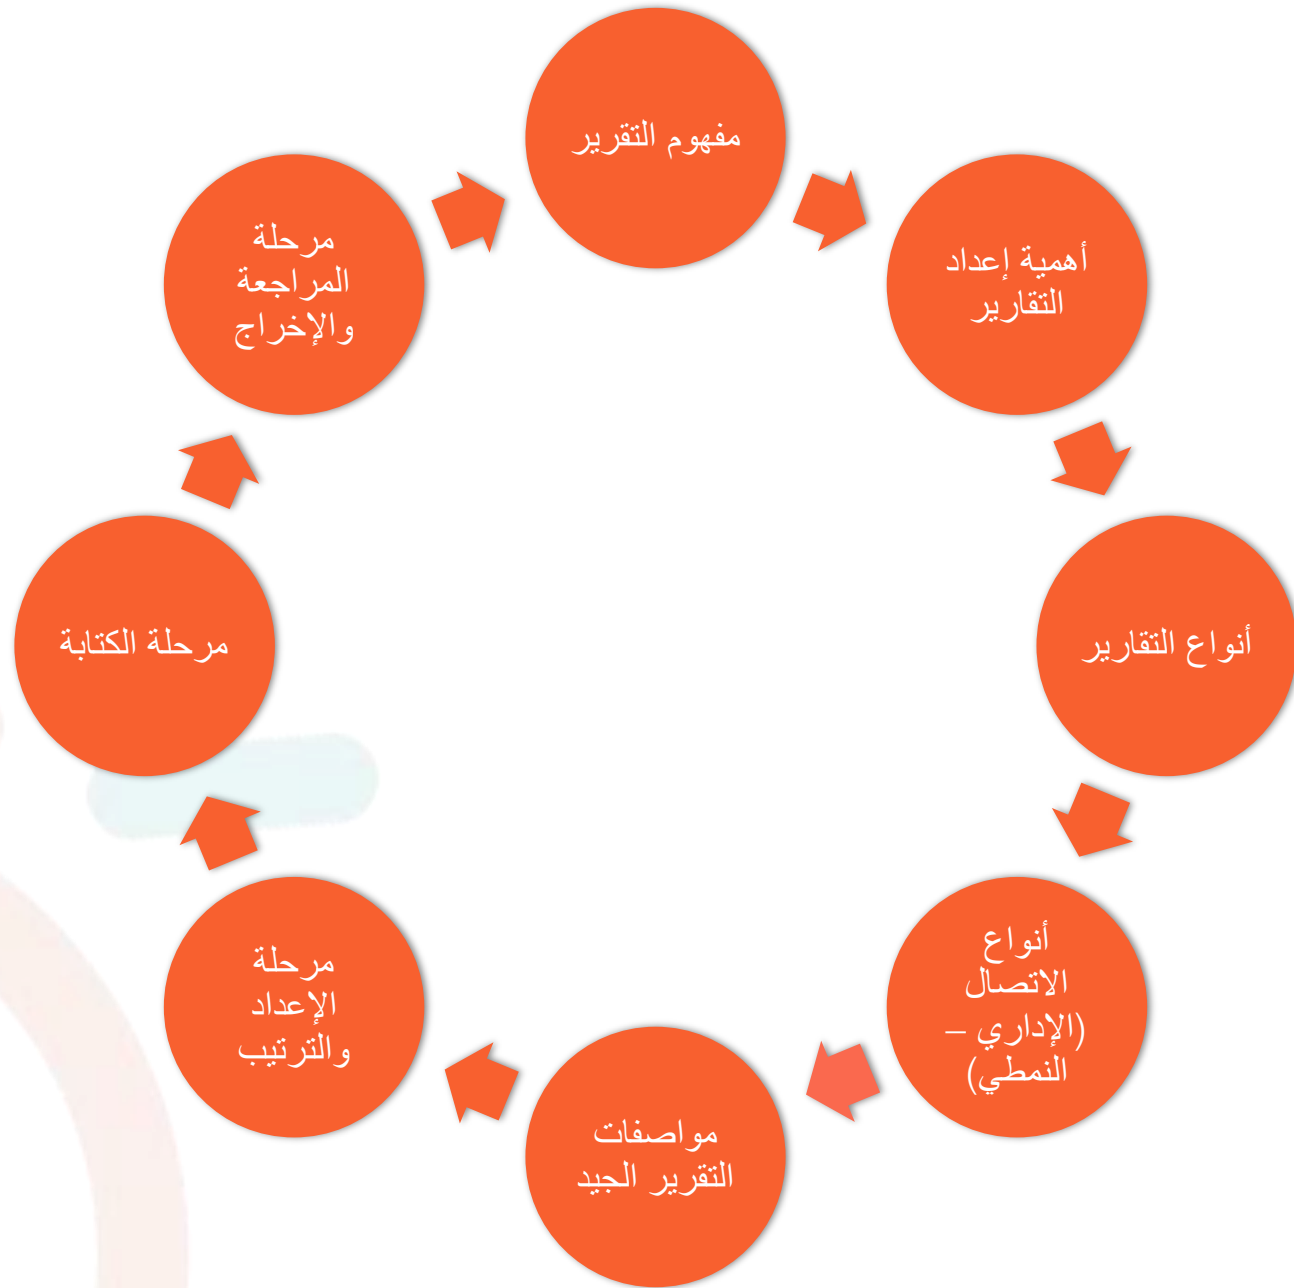 مفهوم التقرير
أهمية إعداد
التقارير
أنواع التقارير
أنواع
الاتصال
(الإداري –
النمطي)
مواصفات
التقرير الجيد
مرحلة
الإعداد
والترتيب
مرحلة الكتابة
مرحلة
المراجعة
والإخراج